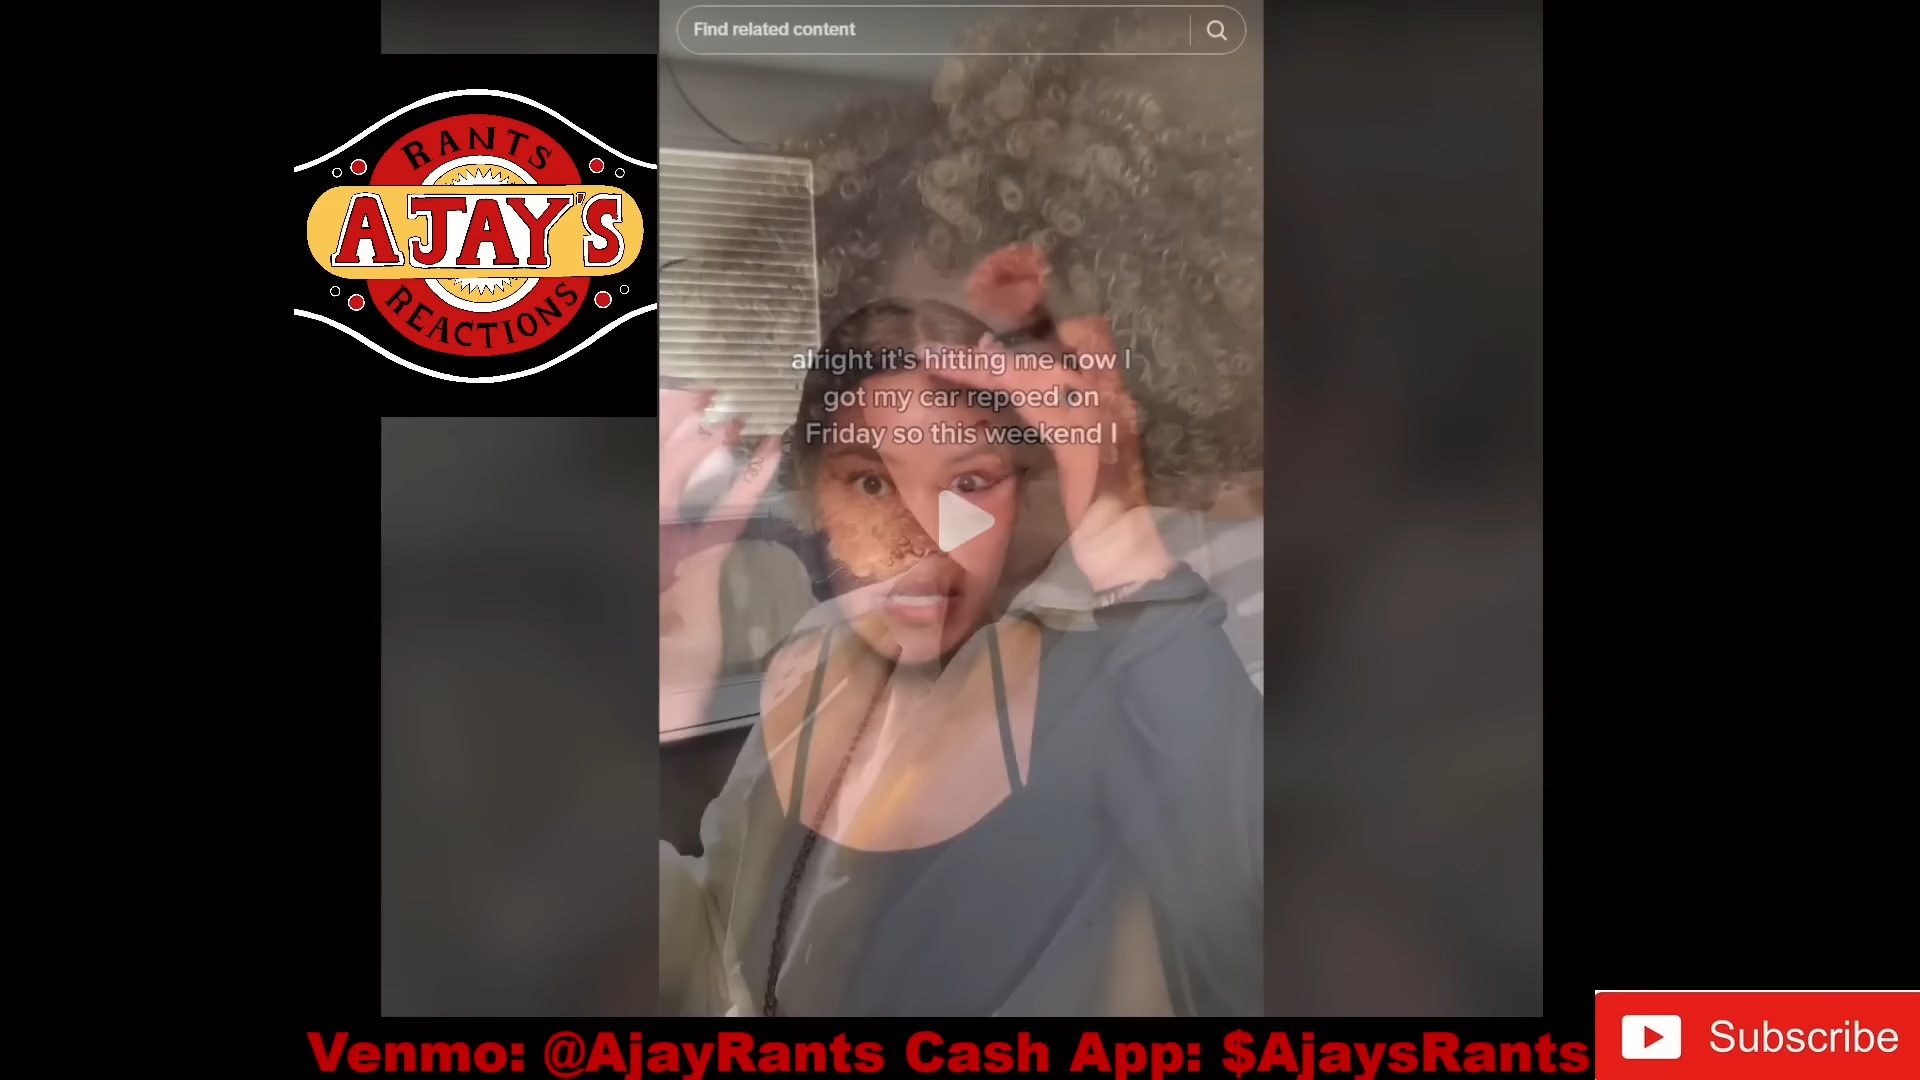 Find related content
RANTS
AJAY'S
REACTIONS
alright it's hitting me now I
got my car repoed on
Friday so this weekend I
Venmo: @AjayRants Cash App: $AjaysRants
Subscribe